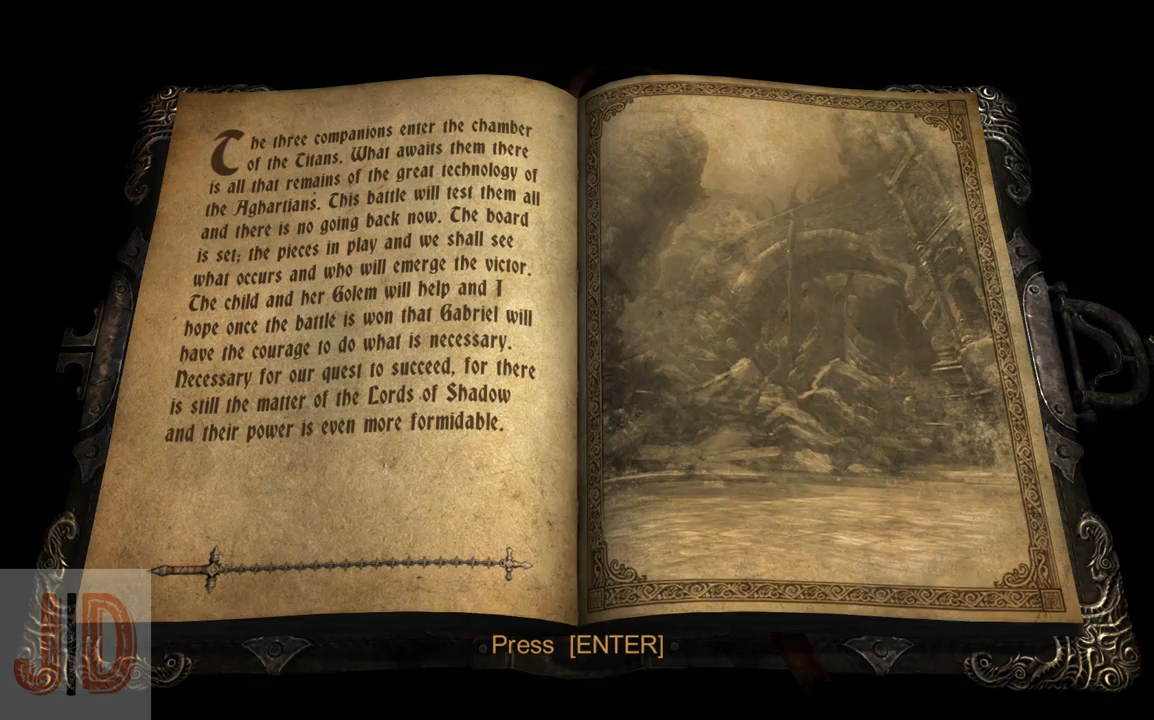 The three companions enter the chamber
of the Titans. What awaits them there
is all that remains of the great technology of
the Aghartians. This battle will test them all
and there is no going back now. The board
is set; the pieces in play and we shall see
what occurs and who will emerge the victor.
The child and her Golem will help and I
hope once the battle is won that Gabriel will
have the courage to do what is necessary.
Necessary for our quest to succeed, for there
is still the matter of the Lords of Shadow
and their power is even more formidable.
Press [ENTER]
J|D